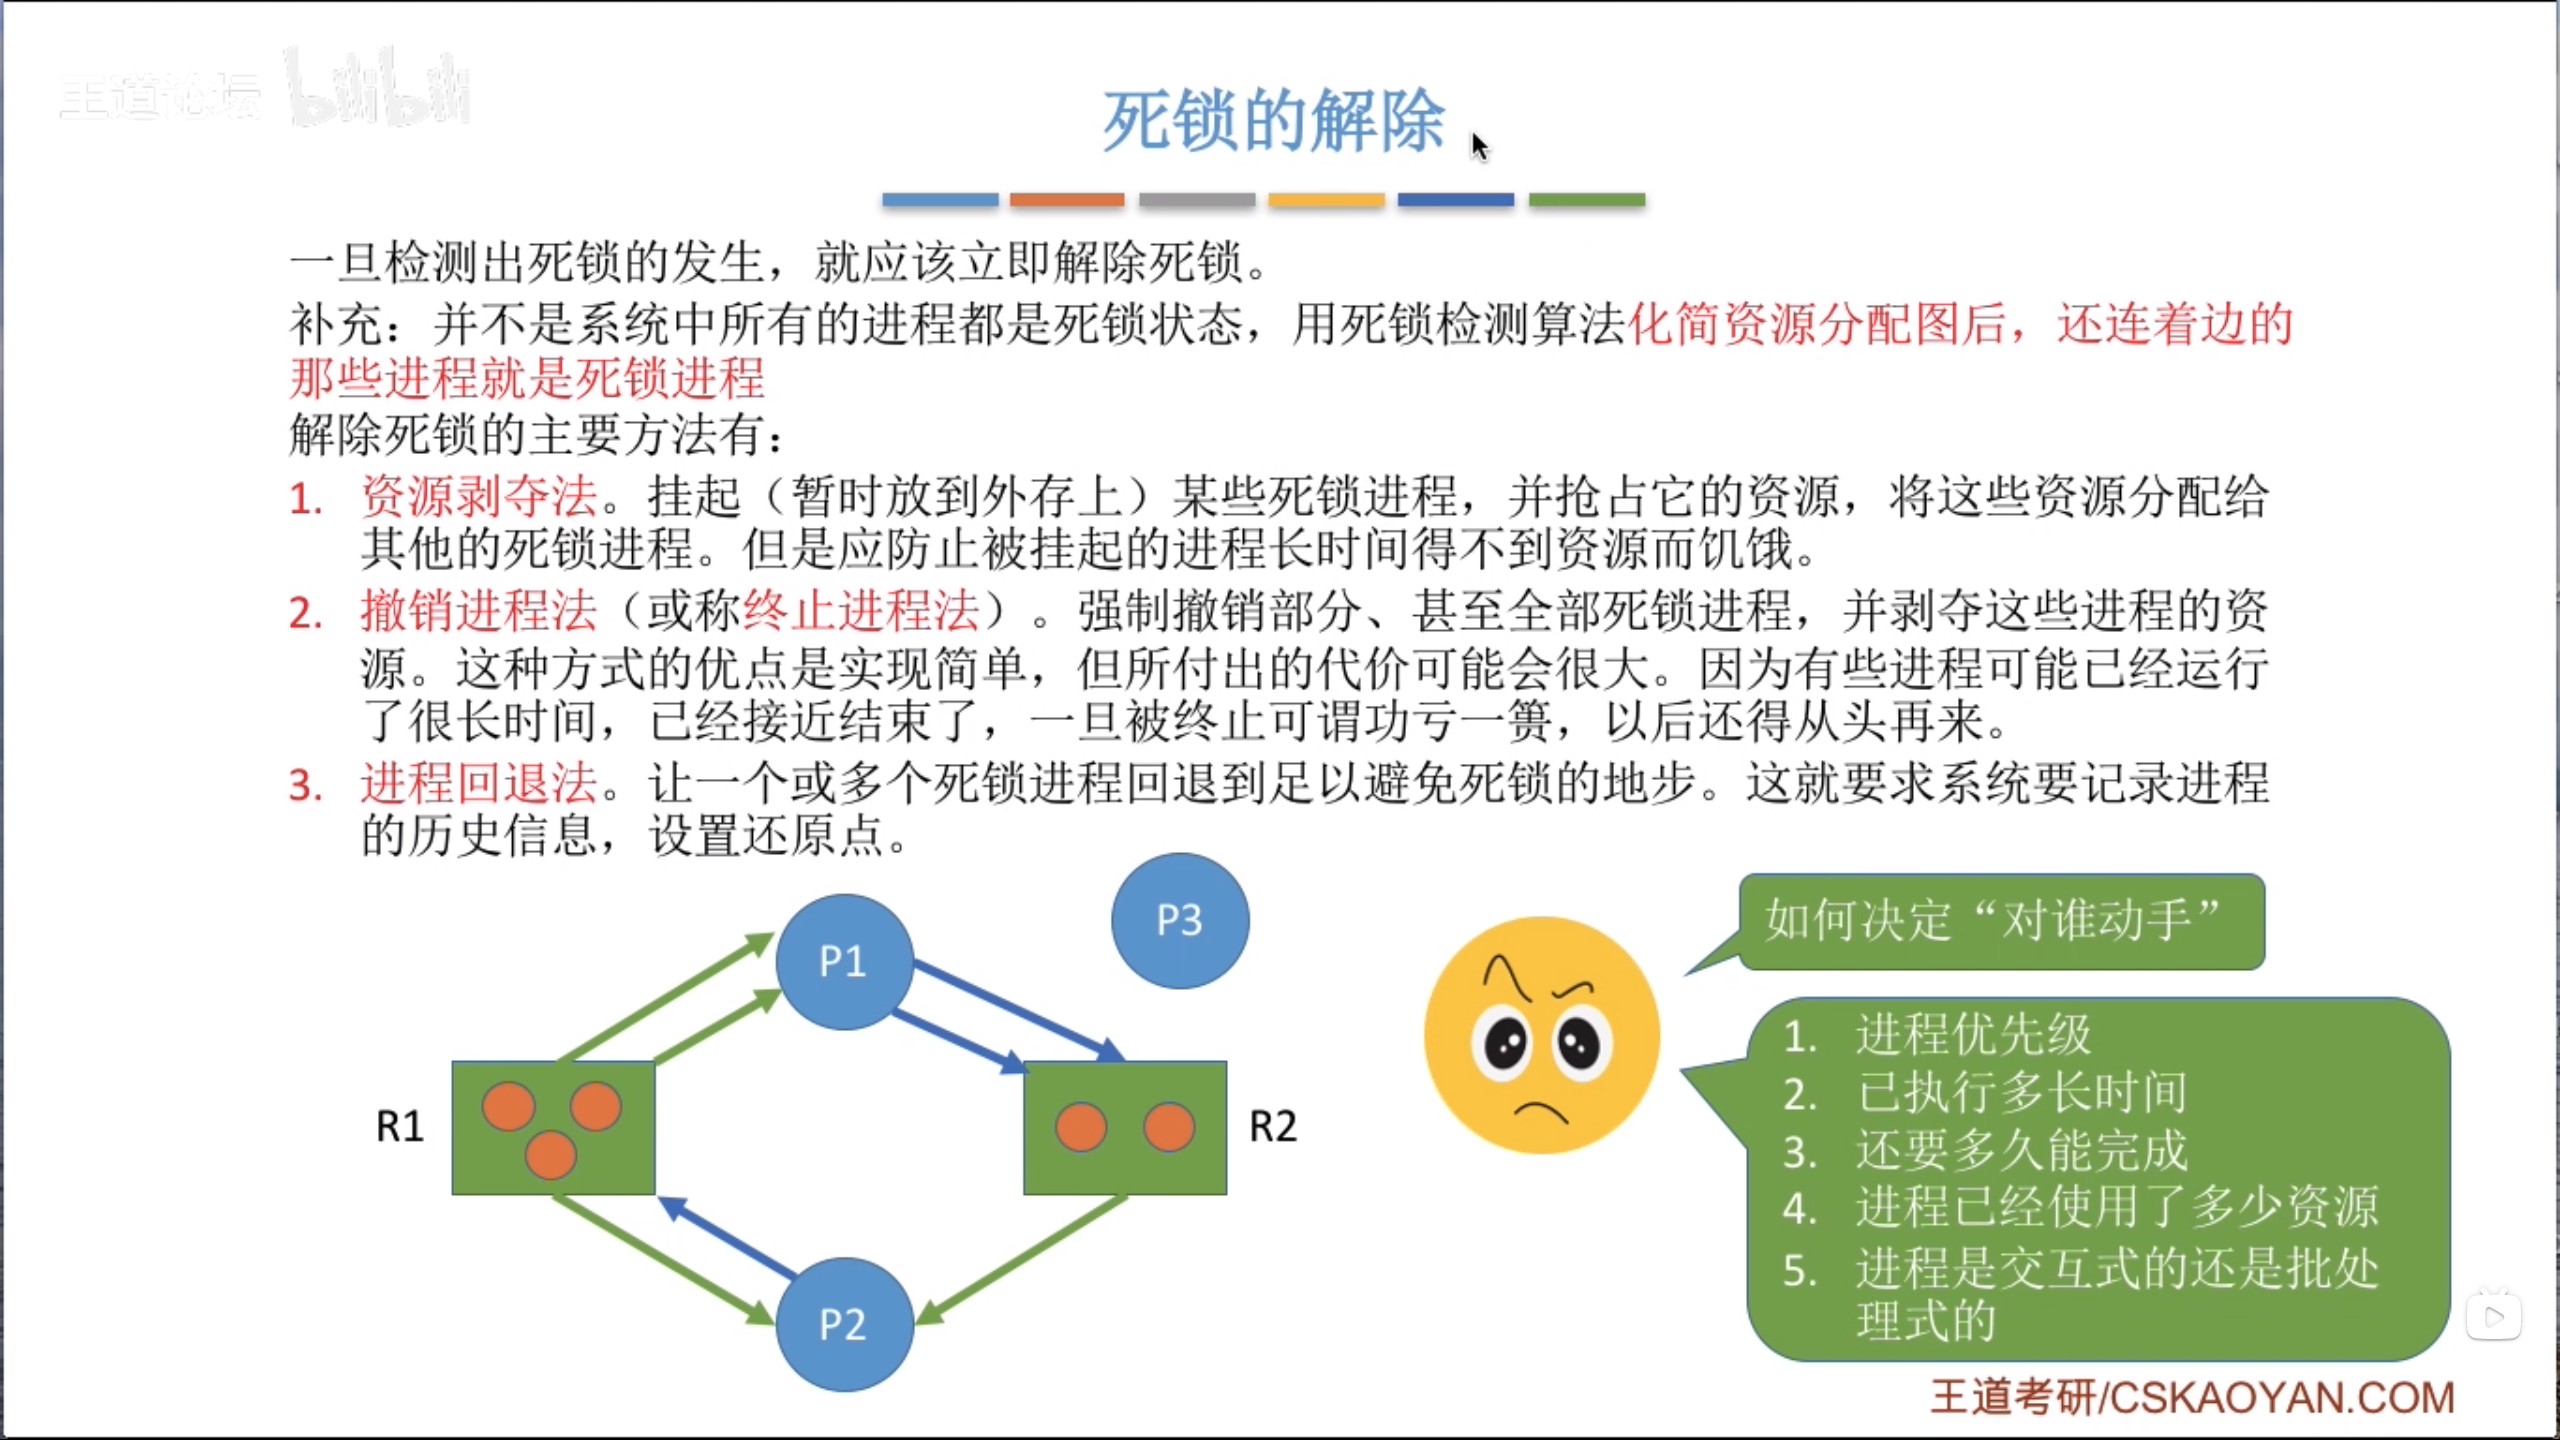 王道论坛 bilibili
死锁的解除
一旦检测出死锁的发生，就应该立即解除死锁。
补充：并不是系统中所有的进程都是死锁状态，用死锁检测算法化简资源分配图后，还连着边的
那些进程就是死锁进程
解除死锁的主要方法有：
1. 资源剥夺法。挂起（暂时放到外存上）某些死锁进程，并抢占它的资源，将这些资源分配给
其他的死锁进程。但是应防止被挂起的进程长时间得不到资源而饥饿。
2. 撤销进程法（或称终止进程法）。强制撤销部分、甚至全部死锁进程，并剥夺这些进程的资
源。这种方式的优点是实现简单，但所付出的代价可能会很大。因为有些进程可能已经运行
了很长时间，已经接近结束了，一旦被终止可谓功亏一篑，以后还得从头再来。
3. 进程回退法。让一个或多个死锁进程回退到足以避免死锁的地步。这就要求系统要记录进程
的历史信息，设置还原点。
P1
P3
R1
R2
P2
如何决定“对谁动手”
1. 进程优先级
2. 已执行多长时间
3. 还要多久能完成
4. 进程已经使用了多少资源
5. 进程是交互式的还是批处
理式的
王道考研/CSKAOYAN.COM